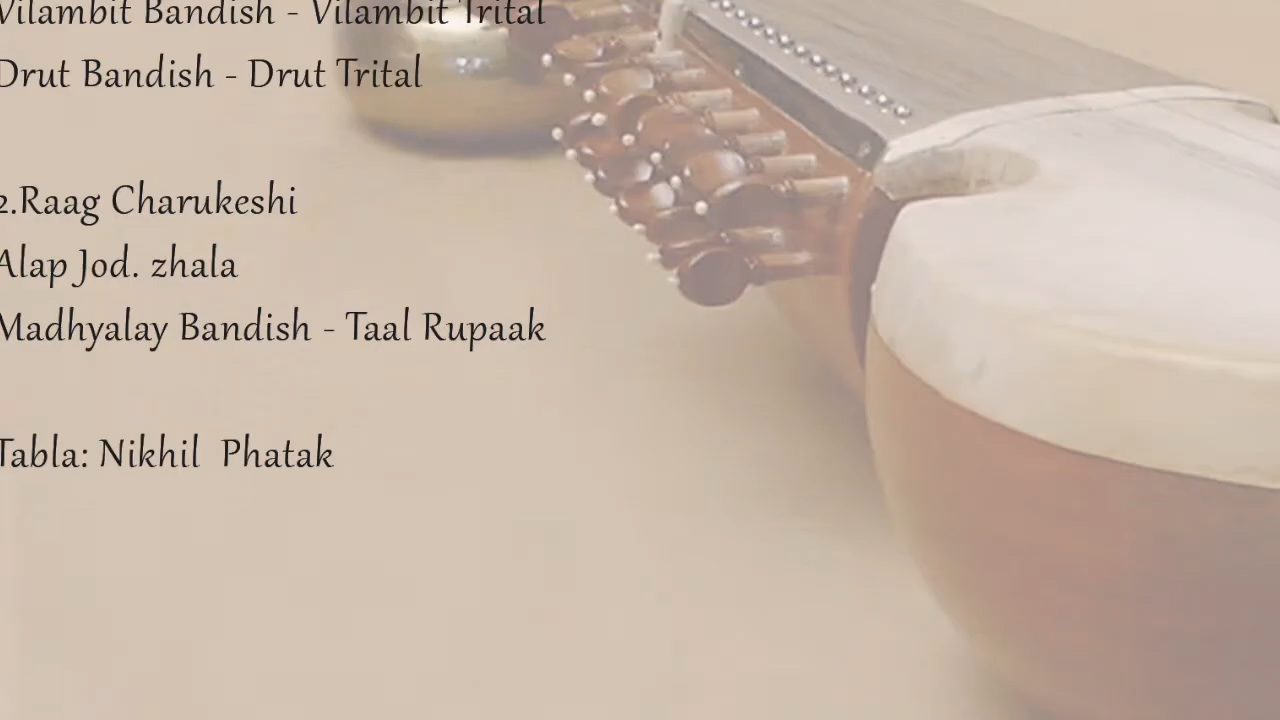 Vilambit Bandish - Vilambit Trital
Drut Bandish - Drut Trital
2.Raag Charukeshi
Alap Jod. zhala
Madhyalay Bandish - Taal Rupaak
Tabla: Nikhil Phatak